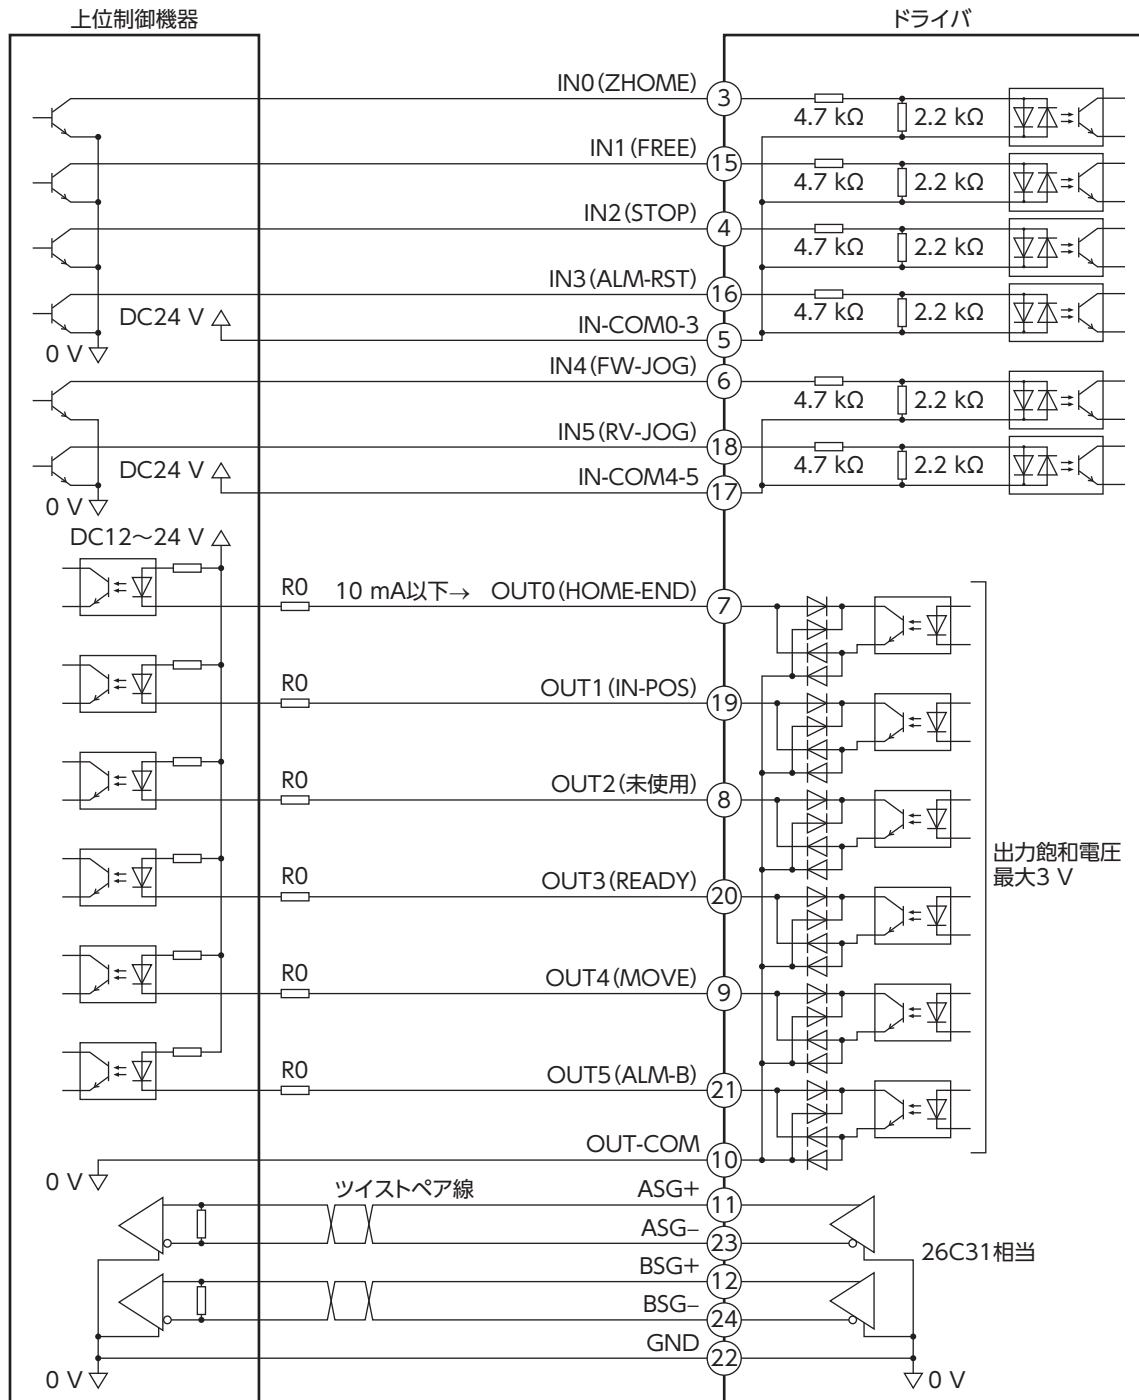 上位制御機器 ドライバ
IN0(ZHOME) 3 4.7 kΩ 2.2 kΩ
IN1(FREE) 15 4.7 kΩ 2.2 kΩ
IN2(STOP) 4 4.7 kΩ 2.2 kΩ
IN3(ALM-RST) 16 4.7 kΩ 2.2 kΩ
DC24 V IN-COM0-3 5
0 V
IN4(FW-JOG) 6 4.7 kΩ 2.2 kΩ
IN5(RV-JOG) 18 4.7 kΩ 2.2 kΩ
DC24 V IN-COM4-5 17
0 V
DC12～24 V
R0 10 mA以下→ OUT0(HOME-END) 7
R0 OUT1(IN-POS) 19
R0 OUT2(未使用) 8
出力飽和電圧
最大3 V
R0 OUT3(READY) 20
R0 OUT4(MOVE) 9
R0 OUT5(ALM-B) 21
OUT-COM 10
0 V
ツイストペア線 ASG+ 11
ASG− 23
26C31相当
BSG+ 12
BSG− 24
GND 22
0 V 0 V